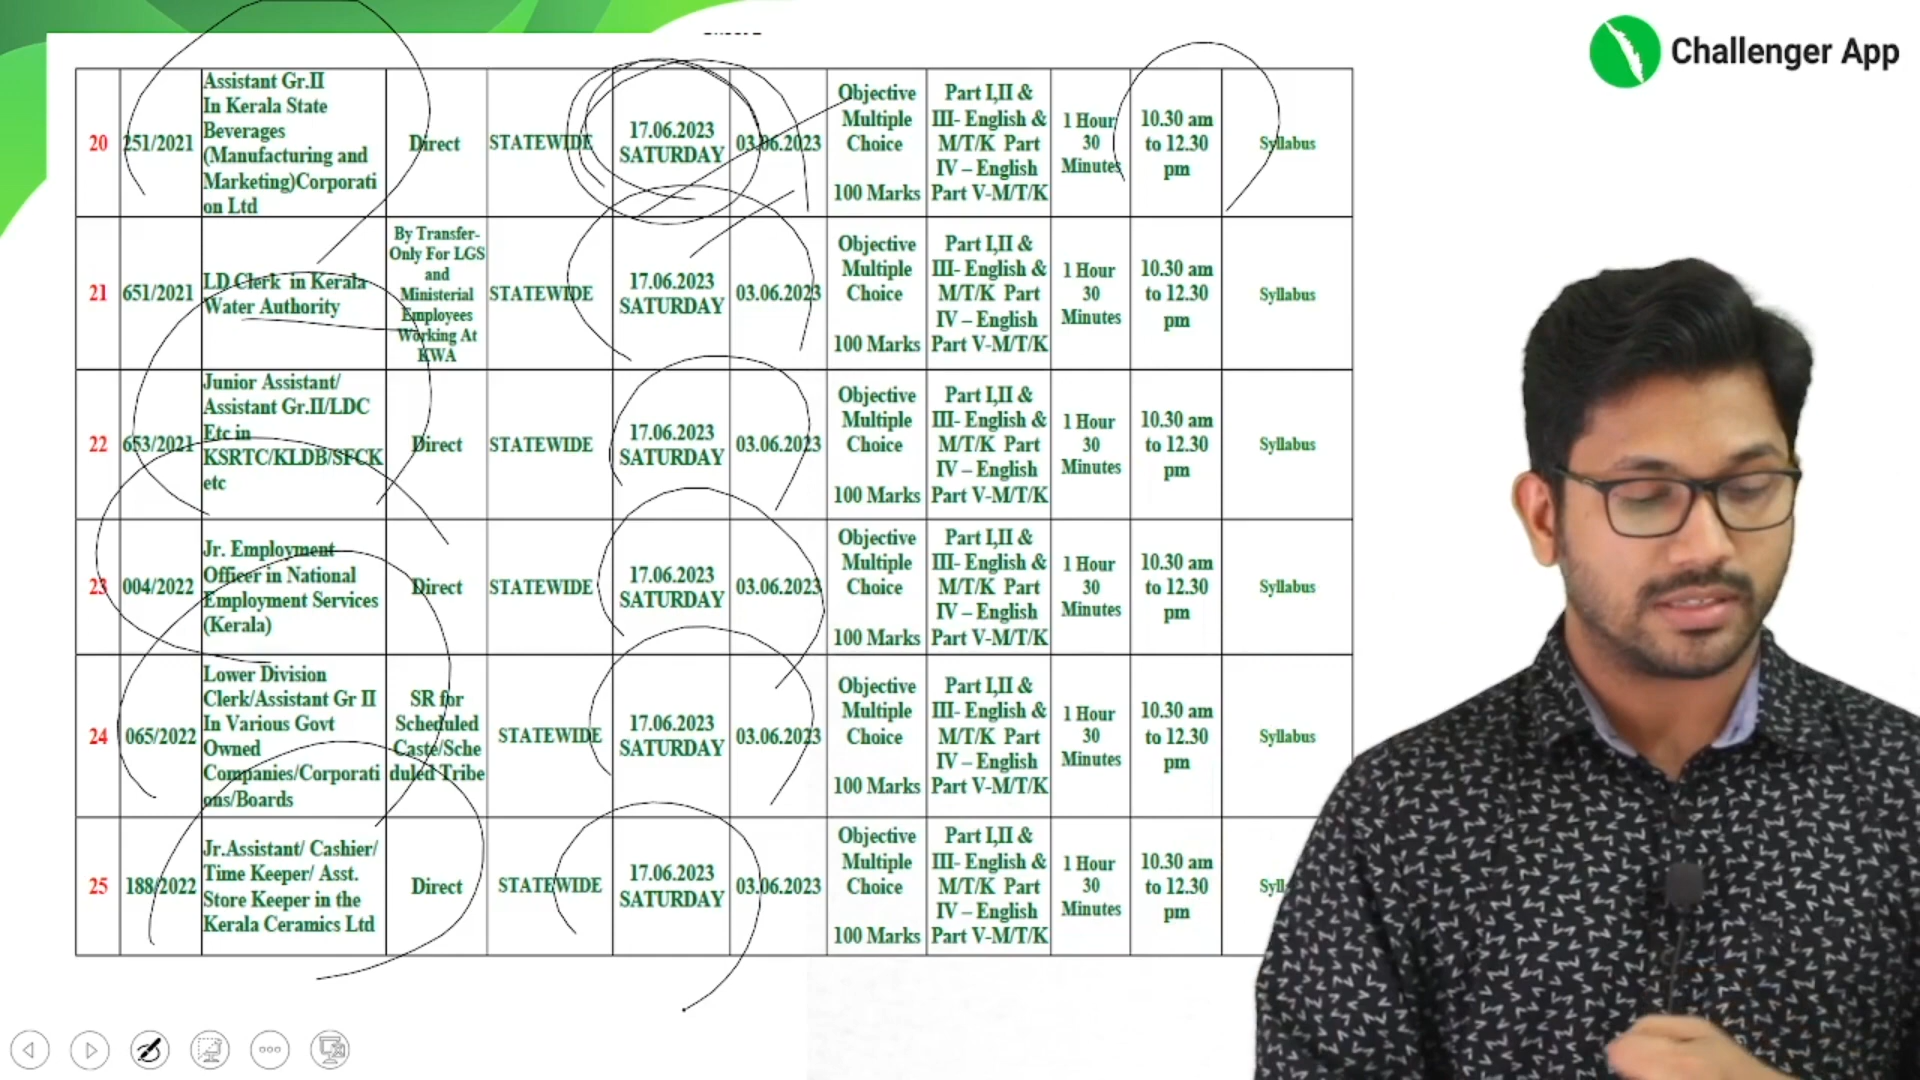 Challenger App
20
251/2021
Assistant Gr.II
In Kerala State
Beverages
(Manufacturing and
Marketing)Corporati
on Ltd
Direct
STATEWIDE
17.06.2023
SATURDAY
03.06.2023
Objective
Multiple
Choice
100 Marks
Part I,II &
III- English &
M/T/K Part
IV – English
Part V-M/T/K
1 Hour
30
Minutes
10.30 am
to 12.30
pm
Syllabus
21
651/2021
LD Clerk in Kerala
Water Authority
By Transfer-
Only For LGS
and
Ministerial
Employees
Working At
KWA
STATEWIDE
17.06.2023
SATURDAY
03.06.2023
Objective
Multiple
Choice
100 Marks
Part I,II &
III- English &
M/T/K Part
IV – English
Part V-M/T/K
1 Hour
30
Minutes
10.30 am
to 12.30
pm
Syllabus
22
653/2021
Junior Assistant/
Assistant Gr.II/LDC
Etc in
KSRTC/KLDB/SFCK
etc
Direct
STATEWIDE
17.06.2023
SATURDAY
03.06.2023
Objective
Multiple
Choice
100 Marks
Part I,II &
III- English &
M/T/K Part
IV – English
Part V-M/T/K
1 Hour
30
Minutes
10.30 am
to 12.30
pm
Syllabus
23
004/2022
Jr. Employment
Officer in National
Employment Services
(Kerala)
Direct
STATEWIDE
17.06.2023
SATURDAY
03.06.2023
Objective
Multiple
Choice
100 Marks
Part I,II &
III- English &
M/T/K Part
IV – English
Part V-M/T/K
1 Hour
30
Minutes
10.30 am
to 12.30
pm
Syllabus
24
065/2022
Lower Division
Clerk/Assistant Gr II
In Various Govt
Owned
Companies/Corporati
ons/Boards
SR for
Scheduled
Caste/Sche
duled Tribe
STATEWIDE
17.06.2023
SATURDAY
03.06.2023
Objective
Multiple
Choice
100 Marks
Part I,II &
III- English &
M/T/K Part
IV – English
Part V-M/T/K
1 Hour
30
Minutes
10.30 am
to 12.30
pm
Syllabus
25
188/2022
Jr.Assistant/ Cashier/
Time Keeper/ Asst.
Store Keeper in the
Kerala Ceramics Ltd
Direct
STATEWIDE
17.06.2023
SATURDAY
03.06.2023
Objective
Multiple
Choice
100 Marks
Part I,II &
III- English &
M/T/K Part
IV – English
Part V-M/T/K
1 Hour
30
Minutes
10.30 am
to 12.30
pm